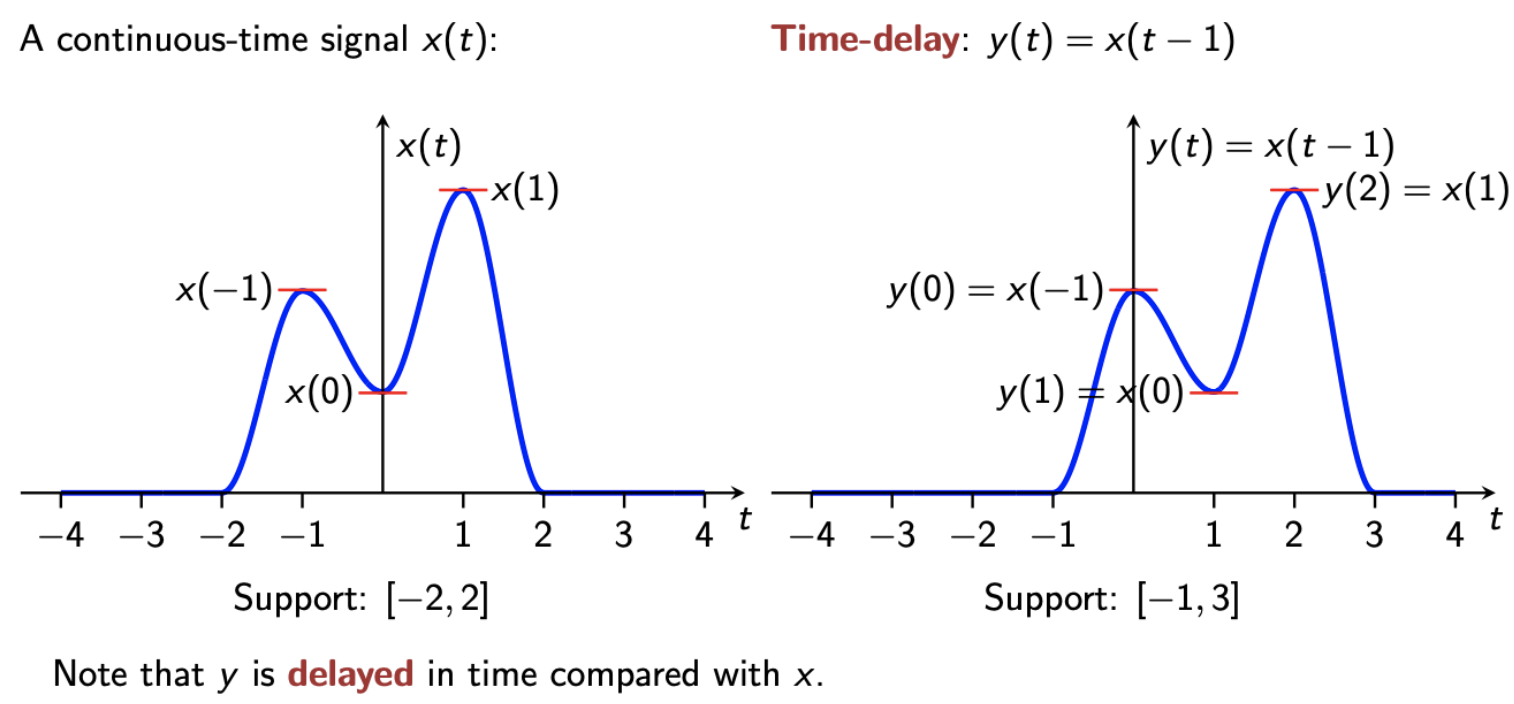 A continuous-time signal x(t):
x(t)
x(1)
x(−1)
x(0)
−4 −3 −2 −1 1 2 3 4 t
Support: [−2, 2]
Time-delay: y(t) = x(t − 1)
y(t) = x(t − 1)
y(2) = x(1)
y(0) = x(−1)
y(1) = x(0)
−4 −3 −2 −1 1 2 3 4 t
Support: [−1, 3]
Note that y is delayed in time compared with x.